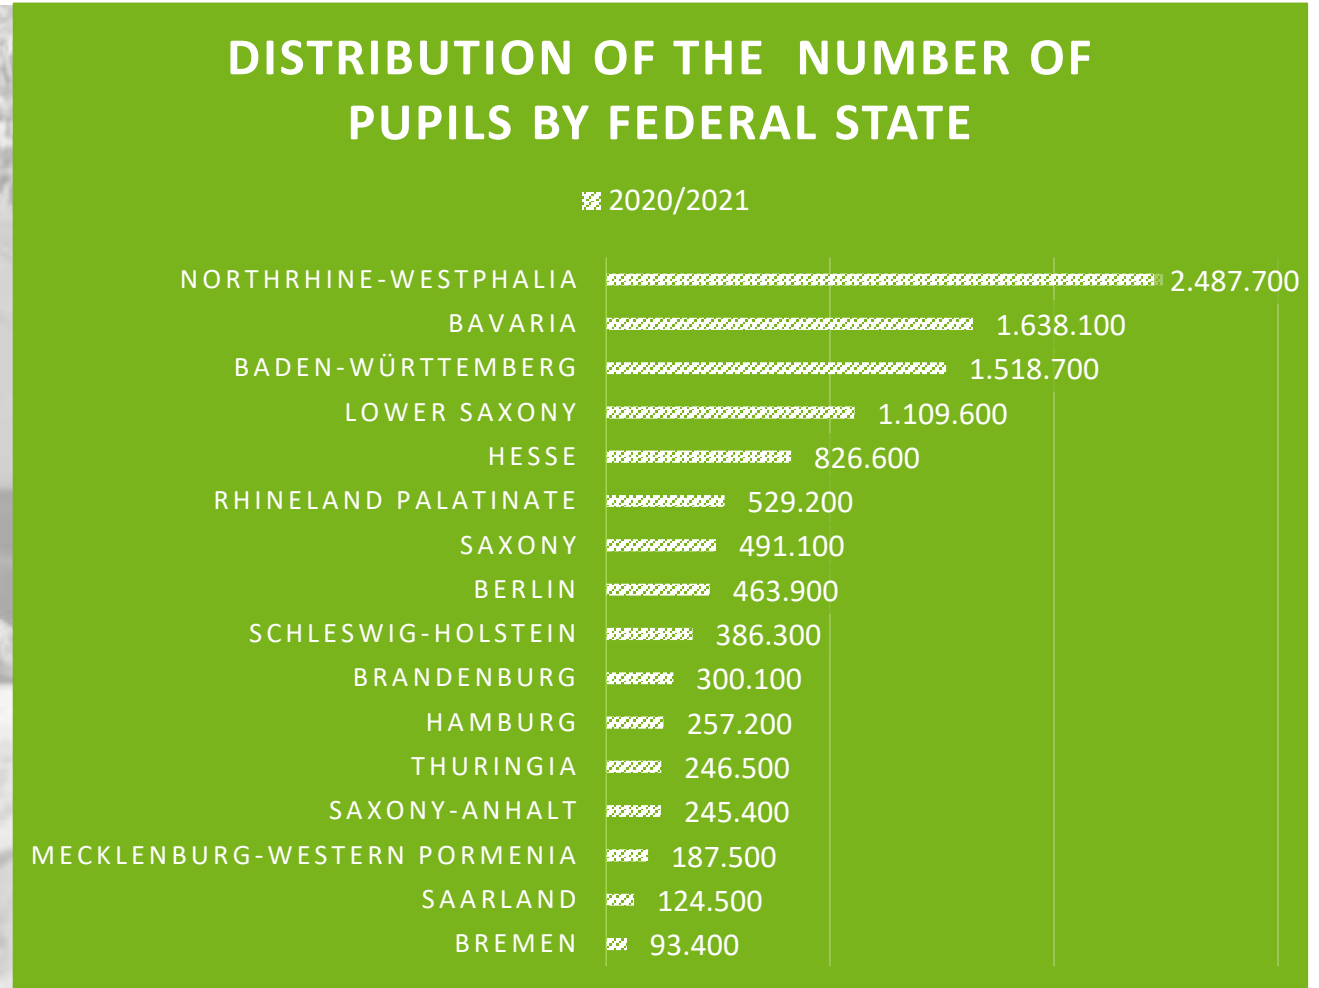 DISTRIBUTION OF THE NUMBER OF
PUPILS BY FEDERAL STATE
2020/2021
NORTHRHINE-WESTPHALIA 2.487.700
BAVARIA 1.638.100
BADEN-WÜRTTEMBERG 1.518.700
LOWER SAXONY 1.109.600
HESSE 826.600
RHINELAND PALATINATE 529.200
SAXONY 491.100
BERLIN 463.900
SCHLESWIG-HOLSTEIN 386.300
BRANDENBURG 300.100
HAMBURG 257.200
THURINGIA 246.500
SAXONY-ANHALT 245.400
MECKLENBURG-WESTERN PORMENIA 187.500
SAARLAND 124.500
BREMEN 93.400